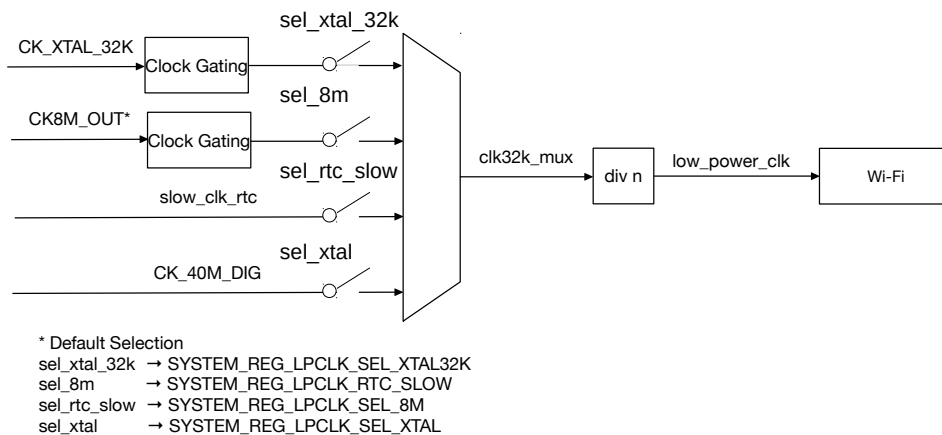 sel_xtal_32k
CK_XTAL_32K
Clock Gating
sel_8m
CK8M_OUT*
Clock Gating
sel_rtc_slow
slow_clk_rtc
sel_xtal
CK_40M_DIG
clk32k_mux
div n
low_power_clk
Wi-Fi
* Default Selection
sel_xtal_32k → SYSTEM_REG_LPCLK_SEL_XTAL32K
sel_8m → SYSTEM_REG_LPCLK_RTC_SLOW
sel_rtc_slow → SYSTEM_REG_LPCLK_SEL_8M
sel_xtal → SYSTEM_REG_LPCLK_SEL_XTAL